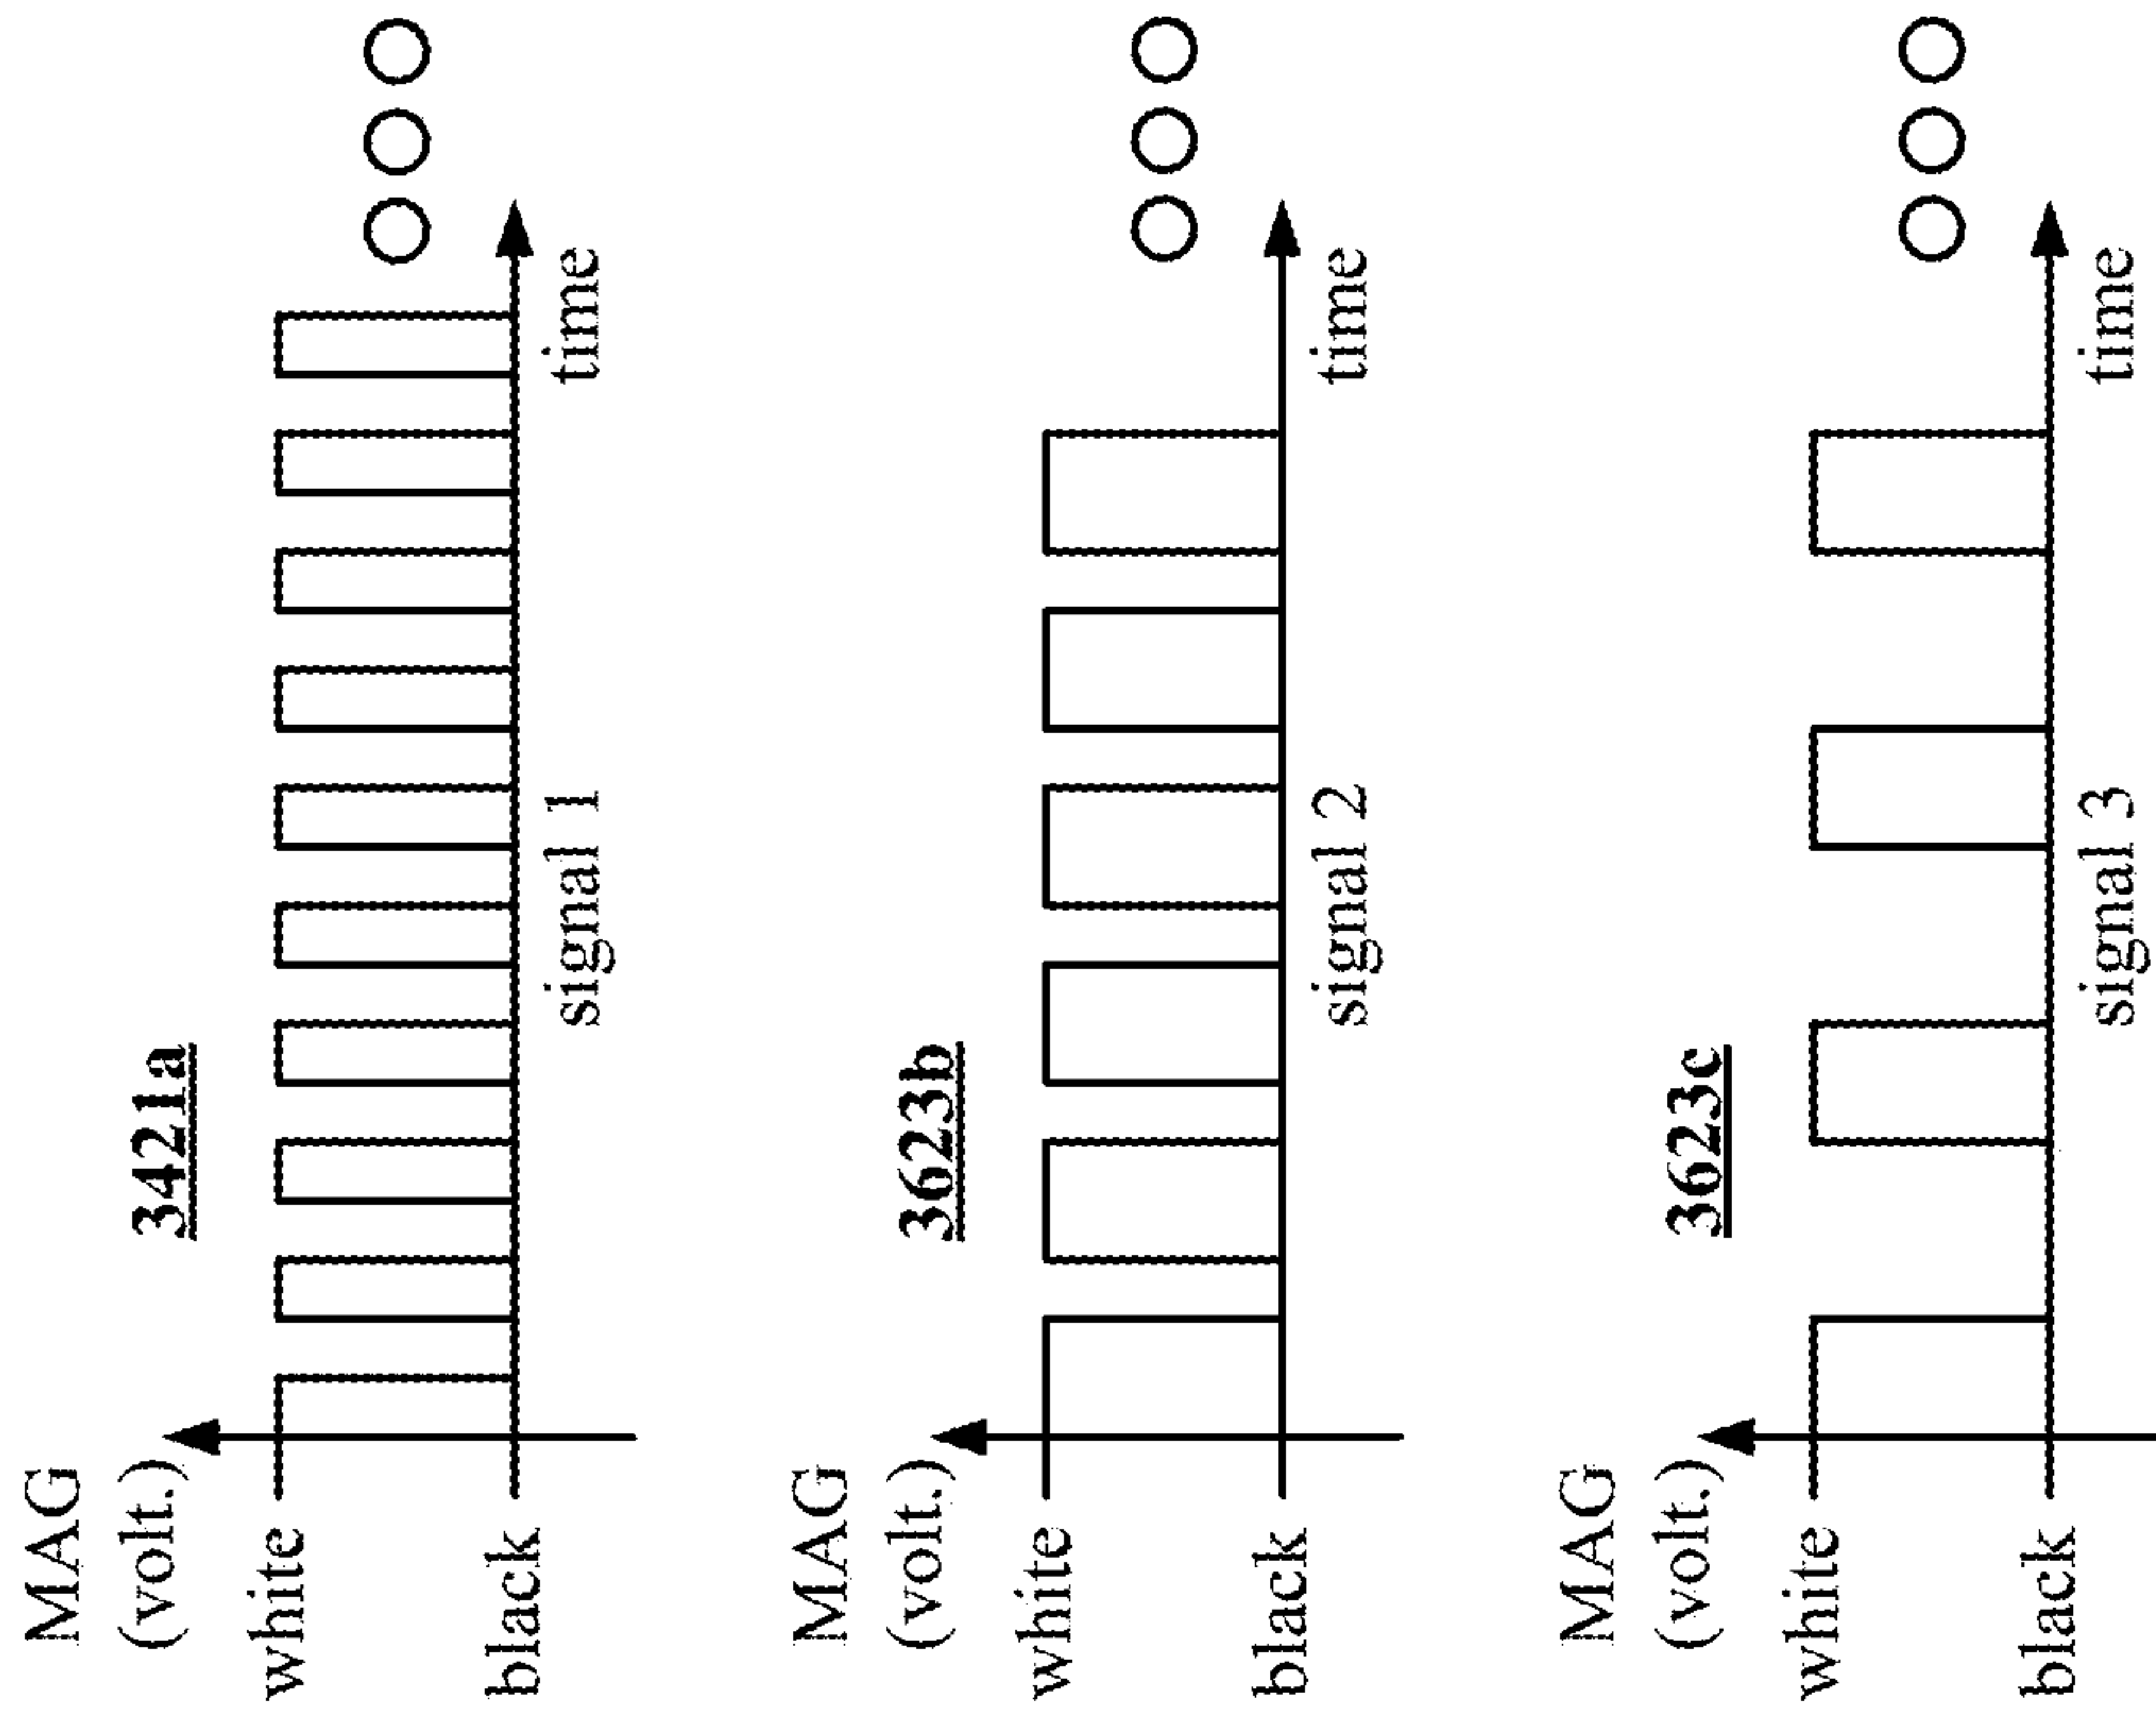 MAG
(volt.)
3421a
white
black
signal 1
time
MAG
(volt.)
3623b
white
black
signal 2
time
MAG
(volt.)
3623c
white
black
signal 3
time